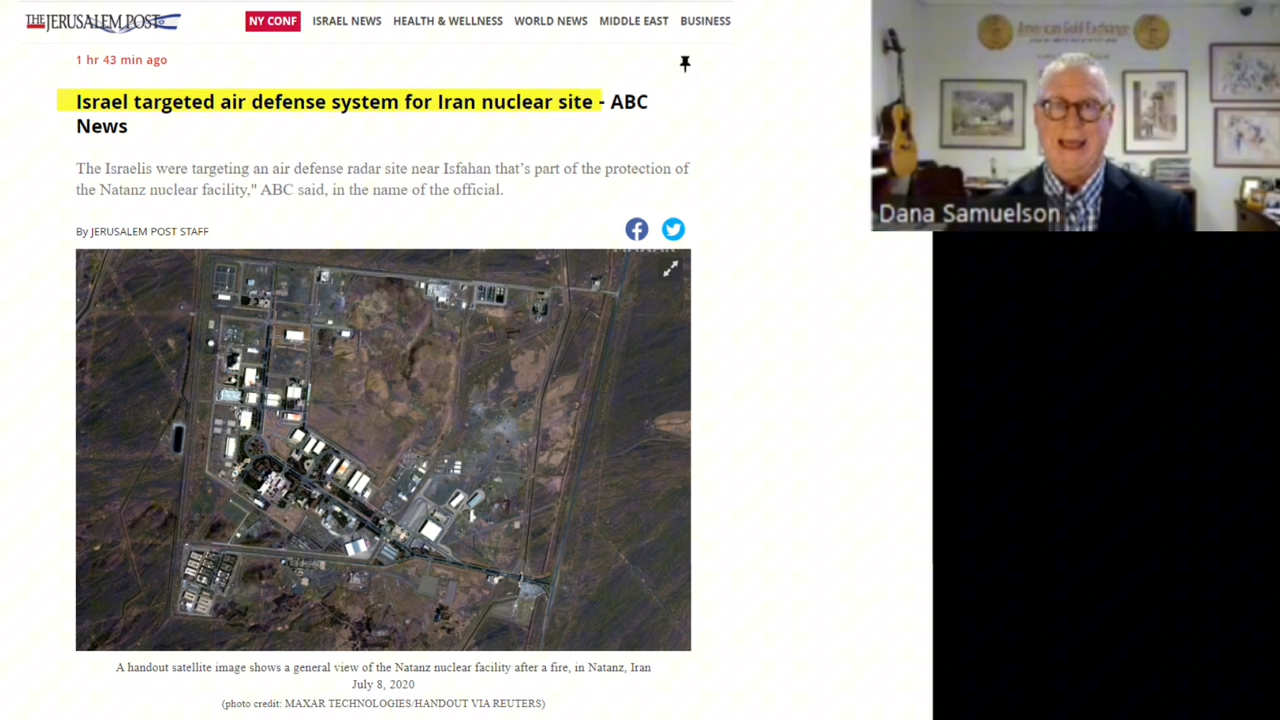 THE JERUSALEM POST
NY CONF ISRAEL NEWS HEALTH & WELLNESS WORLD NEWS MIDDLE EAST BUSINESS
1 hr 43 min ago
Israel targeted air defense system for Iran nuclear site - ABC
News
The Israelis were targeting an air defense radar site near Isfahan that's part of the protection of
the Natanz nuclear facility," ABC said, in the name of the official.
By JERUSALEM POST STAFF
A handout satellite image shows a general view of the Natanz nuclear facility after a fire, in Natanz, Iran
July 8, 2020
(photo credit: MAXAR TECHNOLOGIES/HANDOUT VIA REUTERS)
American Gold Exchange
Dana Samuelson